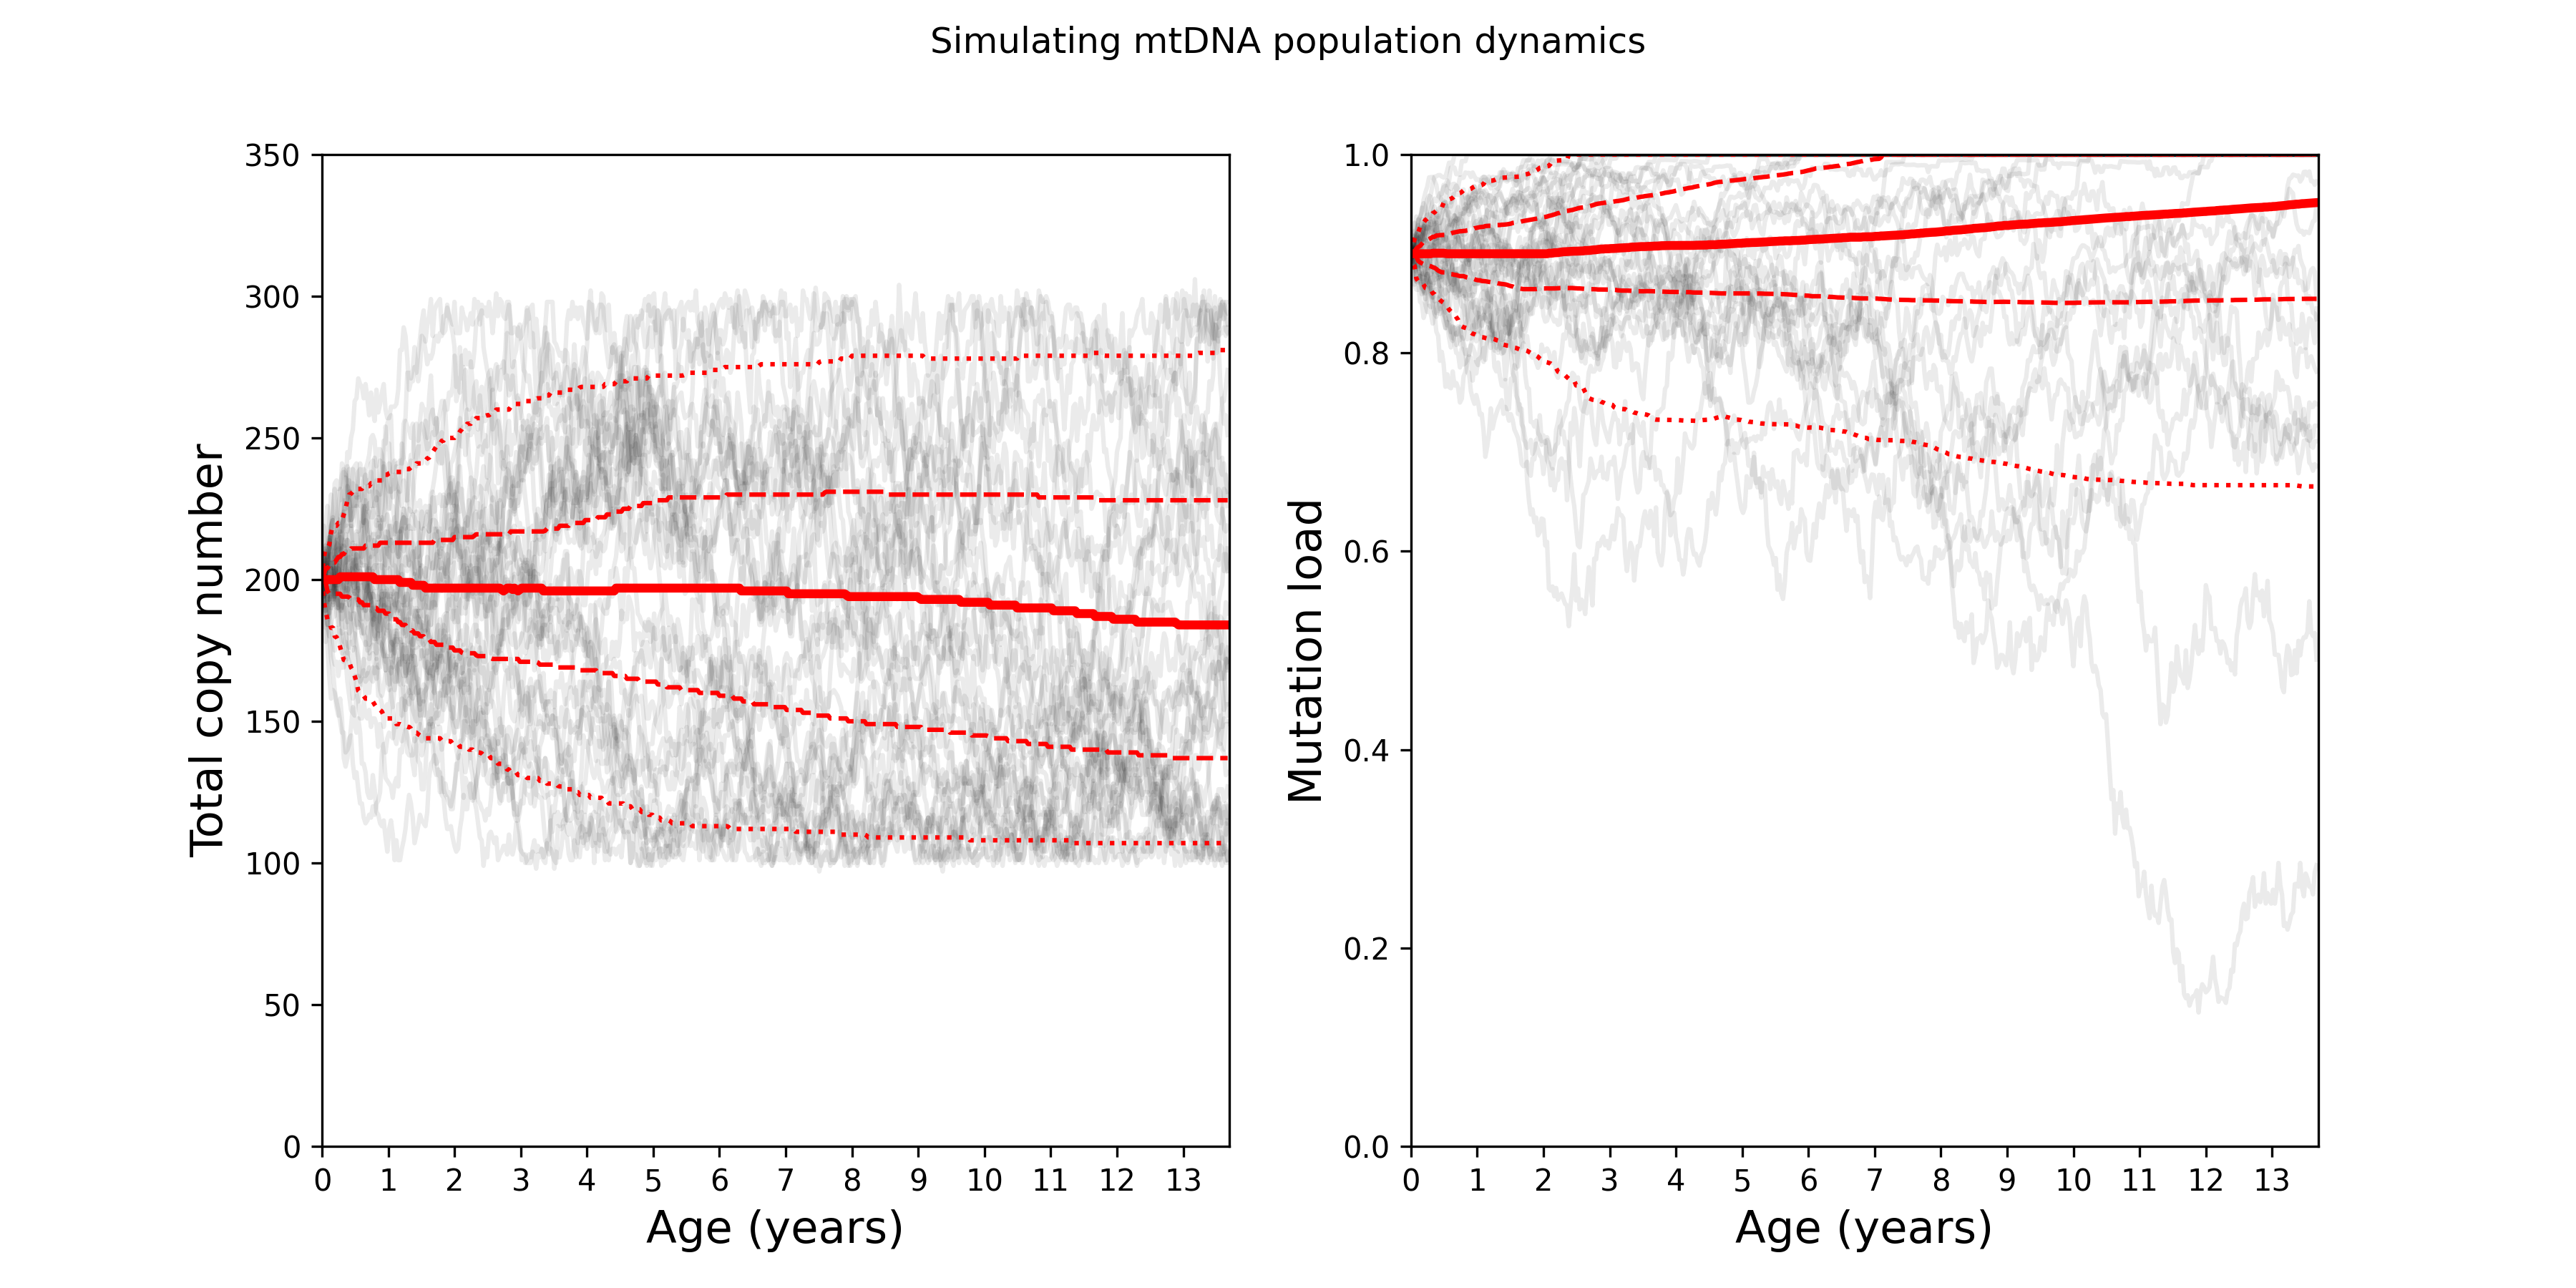 Simulating mtDNA population dynamics
350
300
250
200
150
100
50
0
Total copy number
0 1 2 3 4 5 6 7 8 9 10 11 12 13
Age (years)
1.0
0.8
0.6
0.4
0.2
0.0
Mutation load
0 1 2 3 4 5 6 7 8 9 10 11 12 13
Age (years)